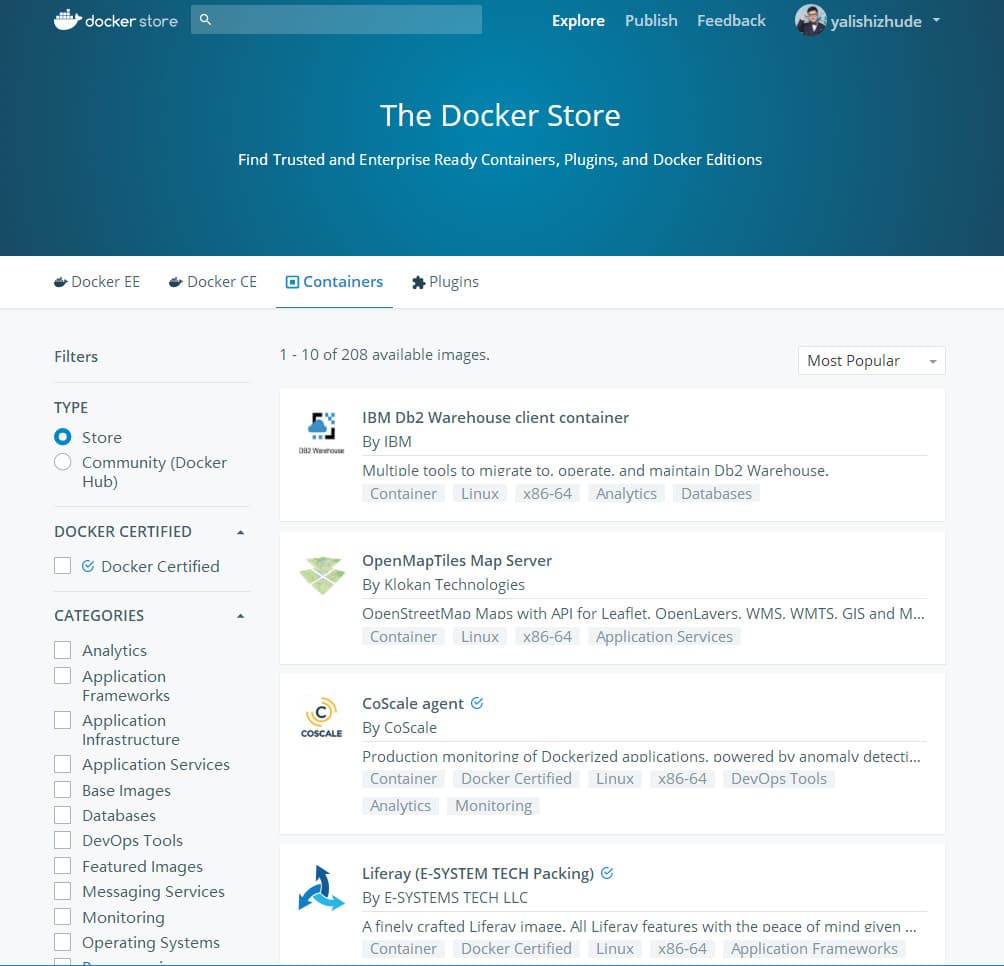 docker store
Explore Publish Feedback yalishizhude
The Docker Store
Find Trusted and Enterprise Ready Containers, Plugins, and Docker Editions
Docker EE Docker CE Containers Plugins
Filters
TYPE
Store
Community (Docker
Hub)
DOCKER CERTIFIED
Docker Certified
CATEGORIES
Analytics
Application
Frameworks
Application
Infrastructure
Application Services
Base Images
Databases
DevOps Tools
Featured Images
Messaging Services
Monitoring
Operating Systems
1 - 10 of 208 available images.
Most Popular
DB2 Warehouse
IBM Db2 Warehouse client container
By IBM
Multiple tools to migrate to, operate, and maintain Db2 Warehouse.
Container Linux x86-64 Analytics Databases
OpenMapTiles Map Server
By Klokan Technologies
OpenStreetMap Maps with API for Leaflet, OpenLayers, WMS, WMTS, GIS and M...
Container Linux x86-64 Application Services
COSCALE
CoScale agent
By CoScale
Production monitoring of Dockerized applications, powered by anomaly detecti...
Container Docker Certified Linux x86-64 DevOps Tools
Analytics Monitoring
Liferay (E-SYSTEM TECH Packing)
By E-SYSTEMS TECH LLC
A finely crafted Liferay image. All Liferay features with the peace of mind given ...
Container Docker Certified Linux x86-64 Application Frameworks